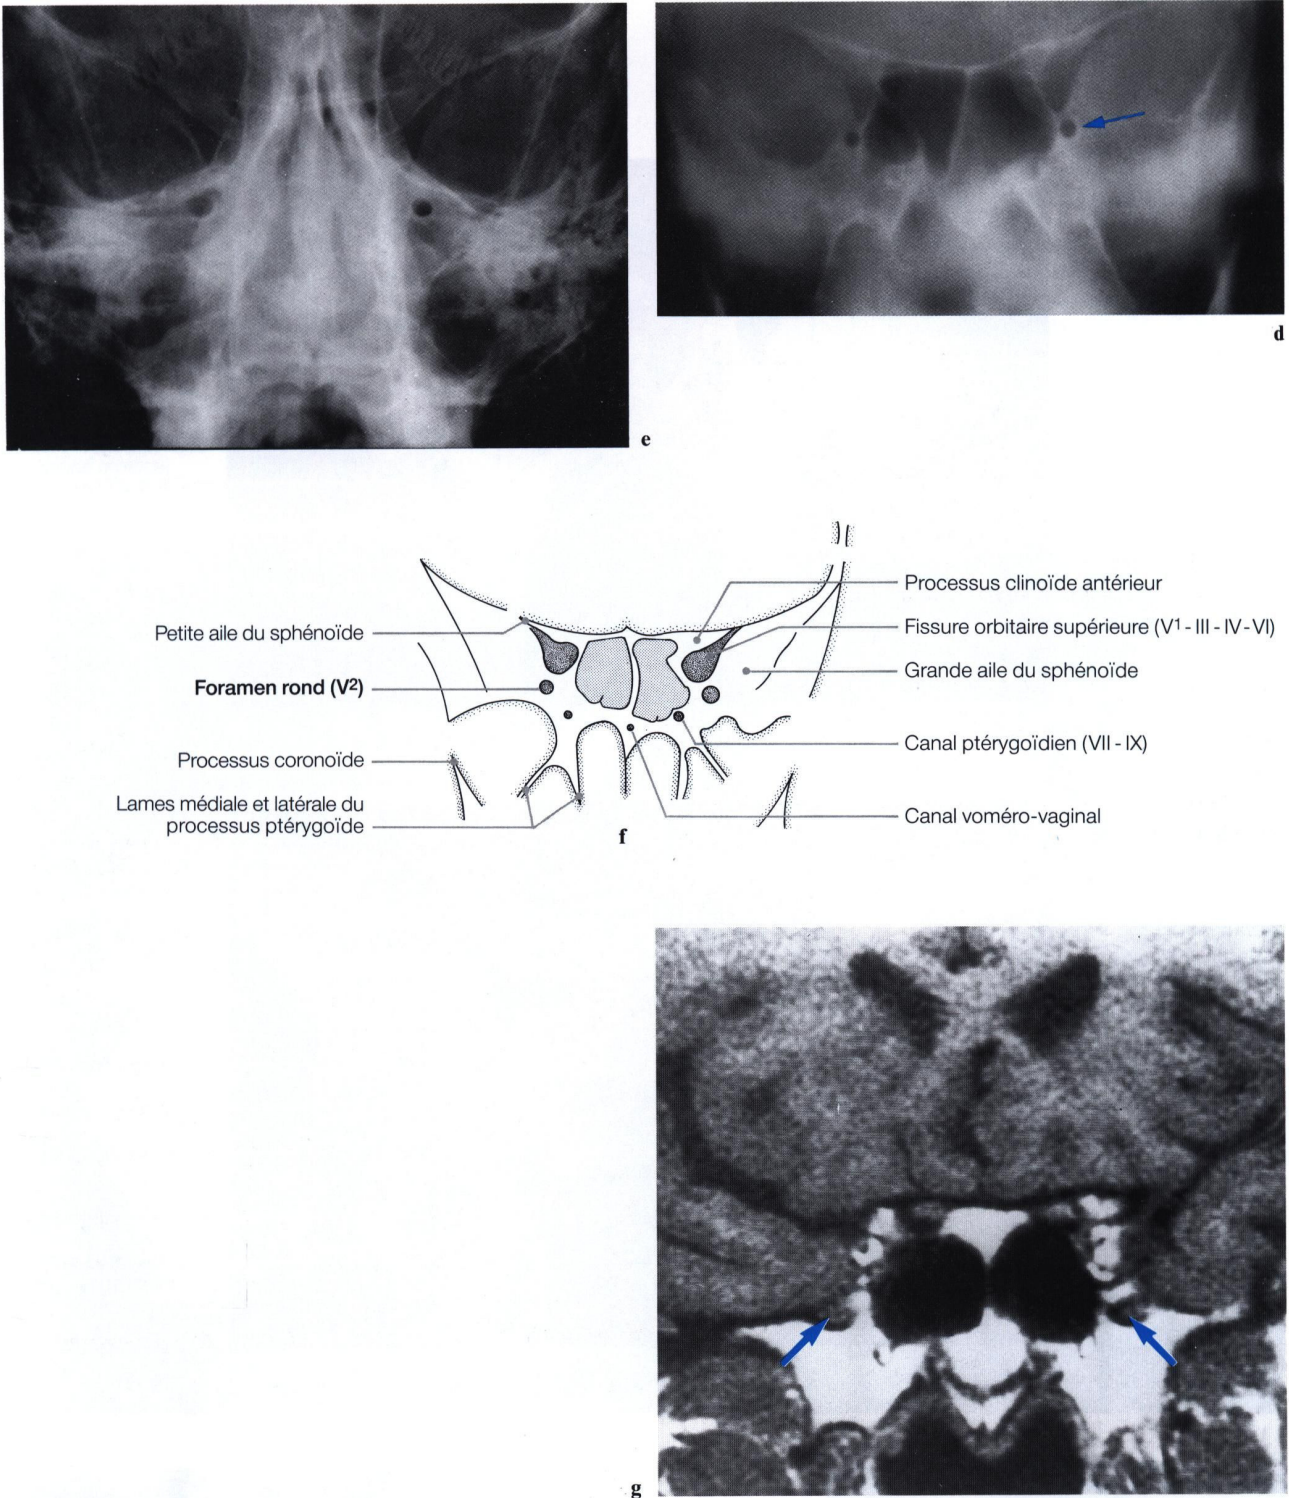 d
e
Petite aile du sphénoïde
Foramen rond (V²)
Processus coronoïde
Lames médiale et latérale du
processus ptérygoïde
Processus clinoïde antérieur
Fissure orbitaire supérieure (V¹ - III - IV - VI)
Grande aile du sphénoïde
Canal ptérygoïdien (VII - IX)
Canal voméro-vaginal
f
g